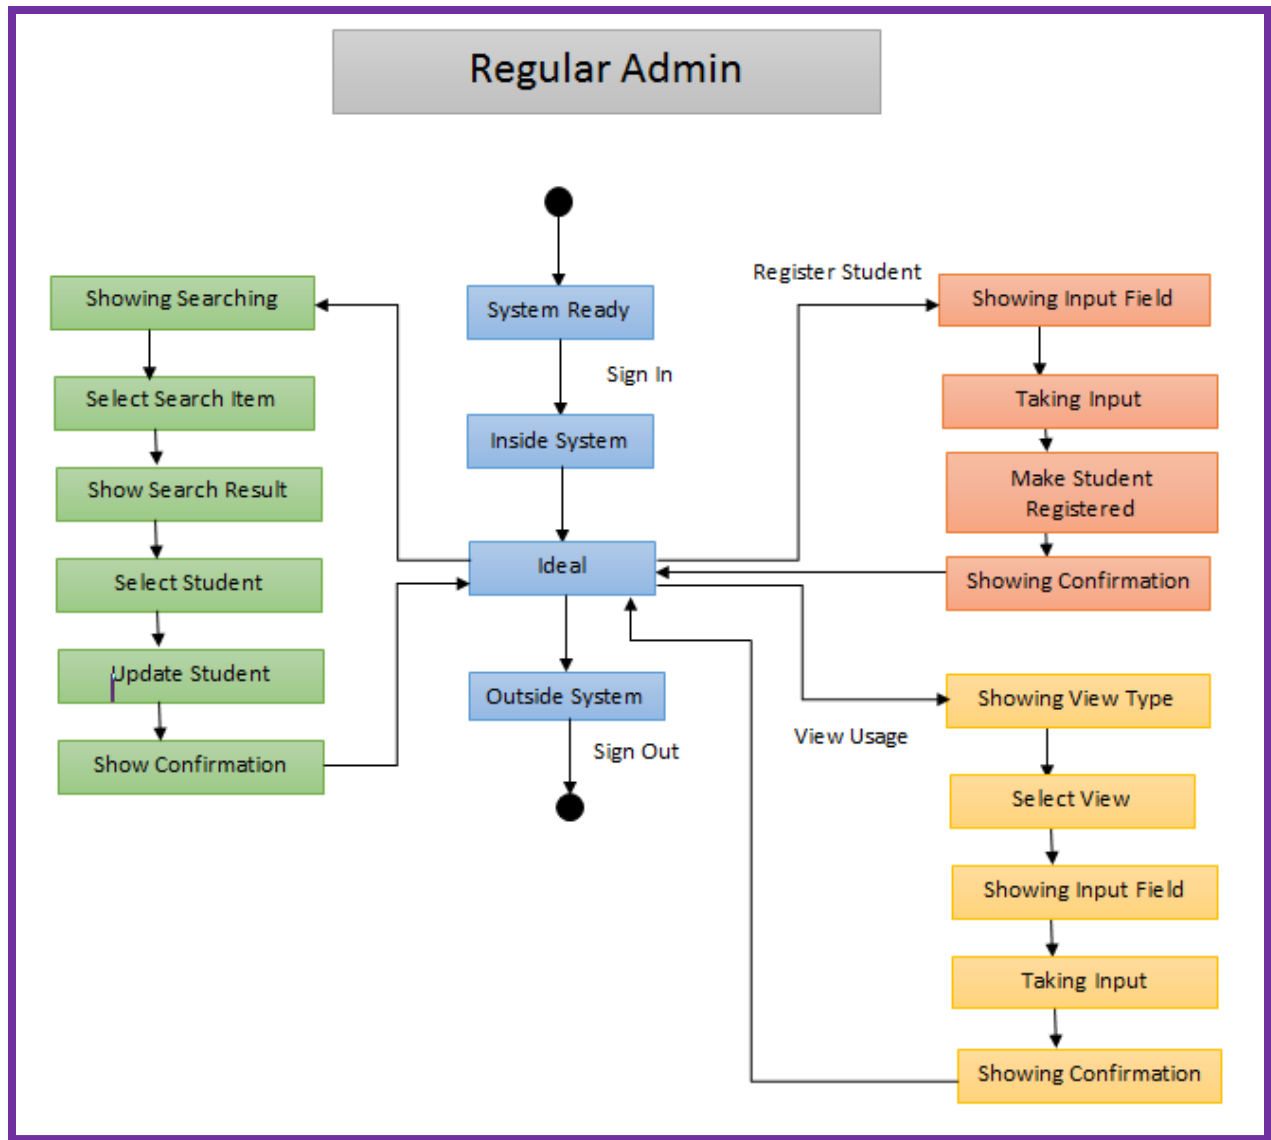 Regular Admin
Showing Searching
Select Search Item
Show Search Result
Select Student
Update Student
Show Confirmation
System Ready
Sign In
Inside System
Ideal
Outside System
Sign Out
Register Student
Showing Input Field
Taking Input
Make Student
Registered
Showing Confirmation
View Usage
Showing View Type
Select View
Showing Input Field
Taking Input
Showing Confirmation